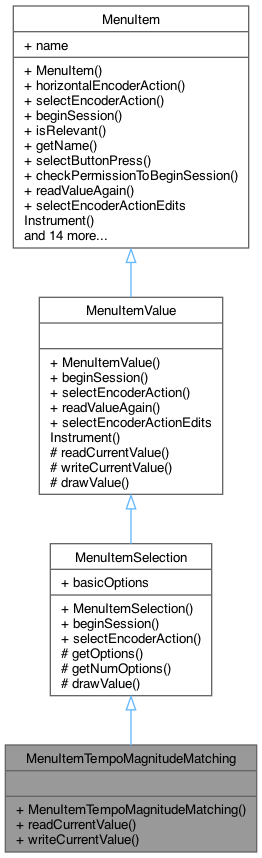 MenuItem
+ name
+ MenuItem()
+ horizontalEncoderAction()
+ selectEncoderAction()
+ beginSession()
+ isRelevant()
+ getName()
+ selectButtonPress()
+ checkPermissionToBeginSession()
+ readValueAgain()
+ selectEncoderActionEdits
Instrument()
and 14 more...
MenuItemValue
+ MenuItemValue()
+ beginSession()
+ selectEncoderAction()
+ readValueAgain()
+ selectEncoderActionEdits
Instrument()
# readCurrentValue()
# writeCurrentValue()
# drawValue()
MenuItemSelection
+ basicOptions
+ MenuItemSelection()
+ beginSession()
+ selectEncoderAction()
# getOptions()
# getNumOptions()
# drawValue()
MenuItemTempoMagnitudeMatching
+ MenuItemTempoMagnitudeMatching()
+ readCurrentValue()
+ writeCurrentValue()